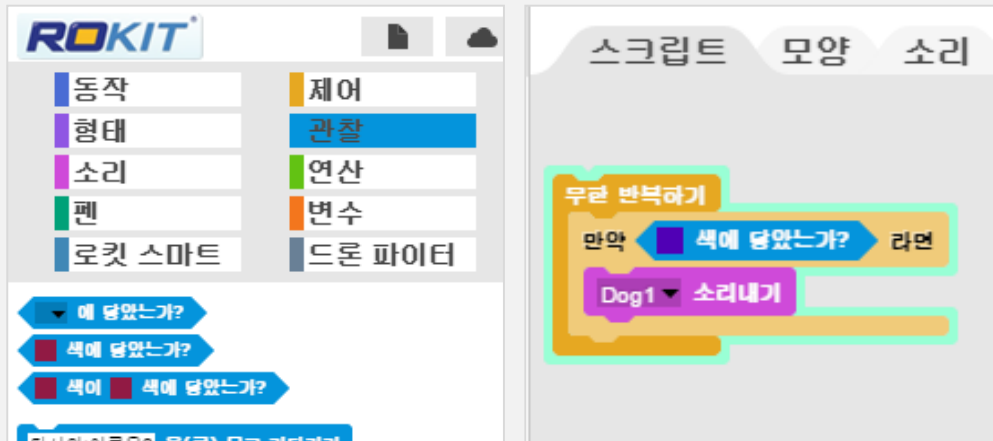 ROKIT
스크립트 모양 소리
동작 제어
형태 관찰
소리 연산
펜 변수
로킷 스마트 드론 파이터
무한 반복하기
만약 색에 닿았는가? 라면
Dog1 소리내기
에 닿았는가?
색에 닿았는가?
색이 색에 닿았는가?